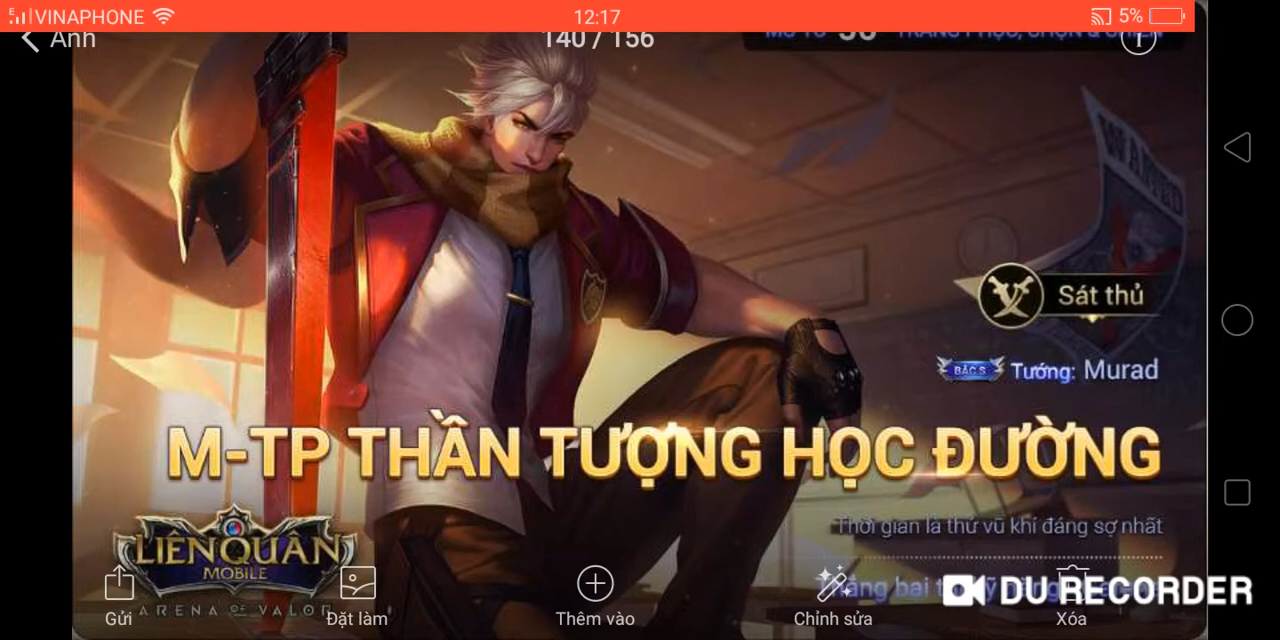 VINAPHONE 12:17 5%
Ảnh 140 / 156
Sát thủ
BẬC S Tướng: Murad
M-TP THẦN TƯỢNG HỌC ĐƯỜNG
Thời gian là thứ vũ khí đáng sợ nhất
LIÊN QUÂN
MOBILE
ARENA OF VALOR
DU RECORDER
Gửi Đặt làm Thêm vào Chỉnh sửa Xóa